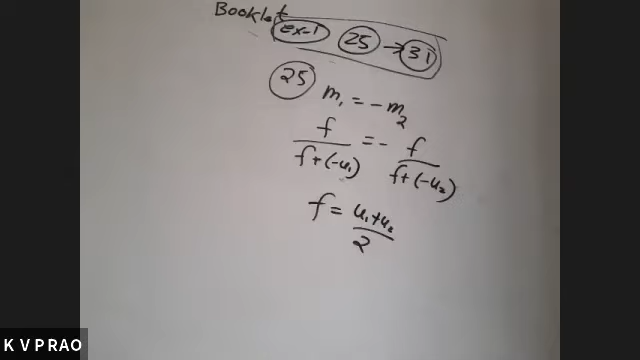 Booklet
ex-1 25 → 31
25 m₁ = -m₂
f/(f+(-u₁)) = - f/(f+(-u₂))
f = (u₁+u₂)/2
K V P RAO